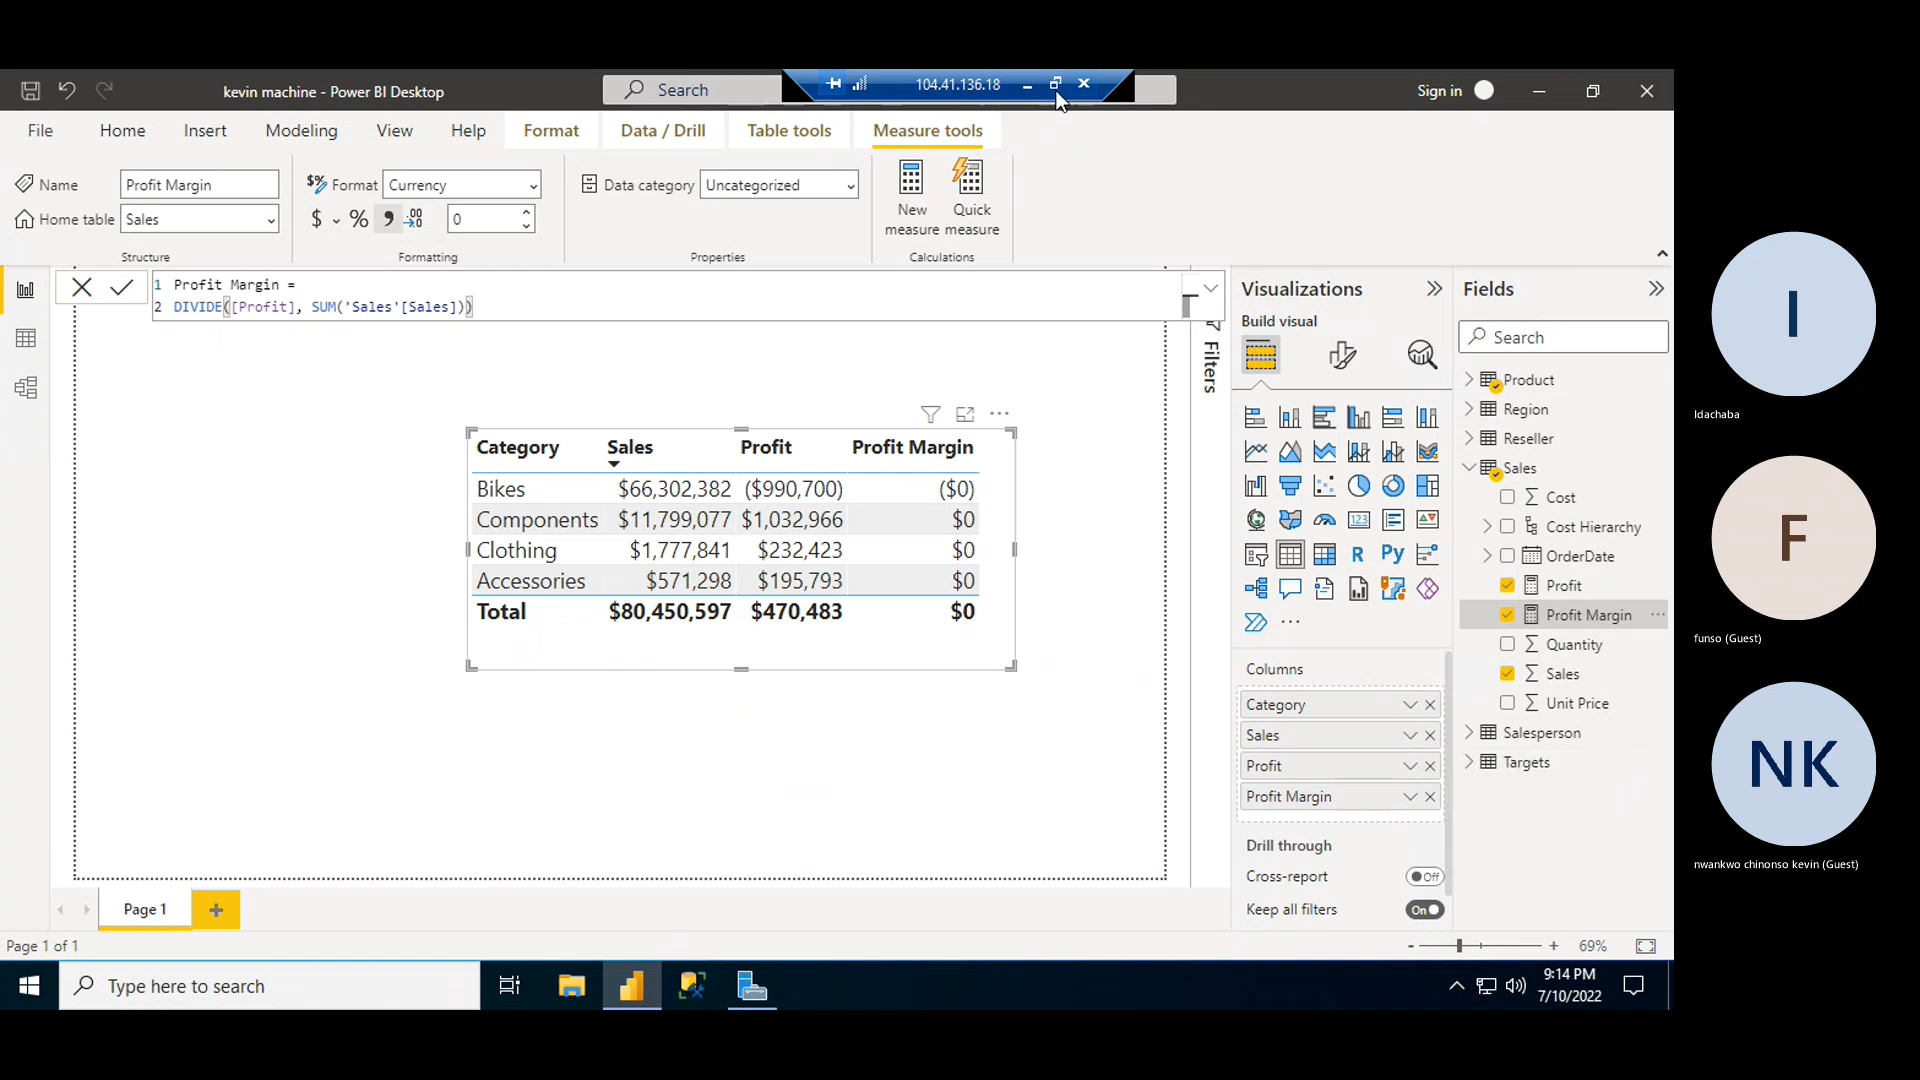 kevin machine - Power BI Desktop
Search
104.41.136.18
Sign in
File
Home
Insert
Modeling
View
Help
Format
Data / Drill
Table tools
Measure tools
Name
Profit Margin
Home table
Sales
Structure
$% Format
Currency
$
%
0
Formatting
Data category
Uncategorized
Properties
New measure
Quick measure
Calculations
1 Profit Margin =
2 DIVIDE([Profit], SUM('Sales'[Sales]))
Filters
Category Sales Profit Profit Margin
Bikes $66,302,382 ($990,700) ($0)
Components $11,799,077 $1,032,966 $0
Clothing $1,777,841 $232,423 $0
Accessories $571,298 $195,793 $0
Total $80,450,597 $470,483 $0
Visualizations
Build visual
123
R
Py
Columns
Category
Sales
Profit
Profit Margin
Drill through
Cross-report
Off
Keep all filters
On
Fields
Search
Product
Region
Reseller
Sales
Cost
Cost Hierarchy
OrderDate
Profit
Profit Margin
Quantity
Sales
Unit Price
Salesperson
Targets
Page 1
Page 1 of 1
69%
Type here to search
9:14 PM
7/10/2022
I
Idachaba
F
funso (Guest)
NK
nwankwo chinonso kevin (Guest)